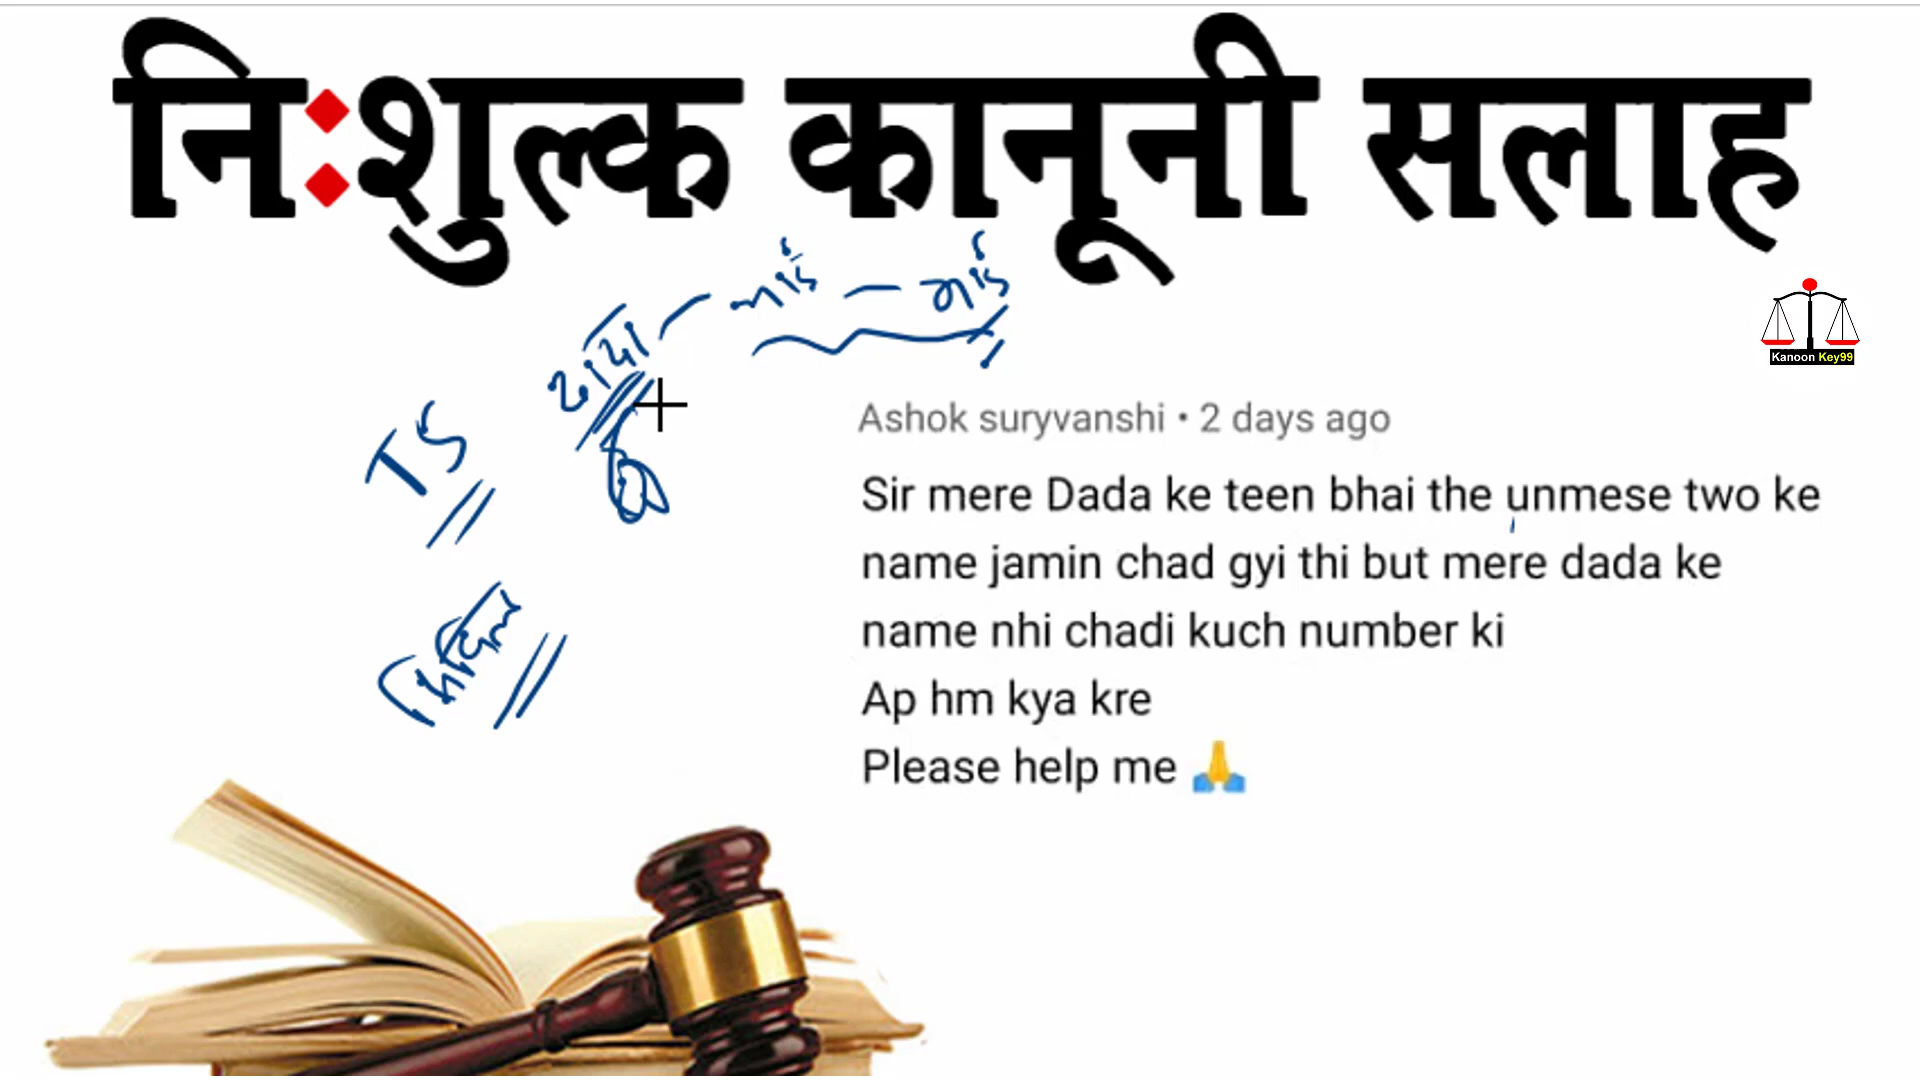 नि:शुल्क कानूनी सलाह
दादा — भाई — भाई
TS
Kanoon Key99
Ashok suryvanshi • 2 days ago
Sir mere Dada ke teen bhai the unmese two ke
name jamin chad gyi thi but mere dada ke
name nhi chadi kuch number ki
Ap hm kya kre
Please help me 🙏